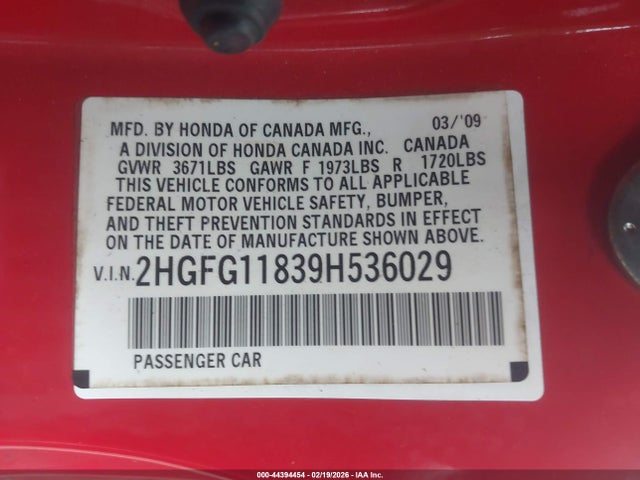 MFD. BY HONDA OF CANADA MFG., 03/'09
A DIVISION OF HONDA CANADA INC. CANADA
GVWR 3671LBS GAWR F 1973LBS R 1720LBS
THIS VEHICLE CONFORMS TO ALL APPLICABLE
FEDERAL MOTOR VEHICLE SAFETY, BUMPER,
AND THEFT PREVENTION STANDARDS IN EFFECT
ON THE DATE OF MANUFACTURE SHOWN ABOVE.
V.I.N. 2HGFG11839H536029
PASSENGER CAR
000-44394454 - 02/19/2026 - IAA Inc.